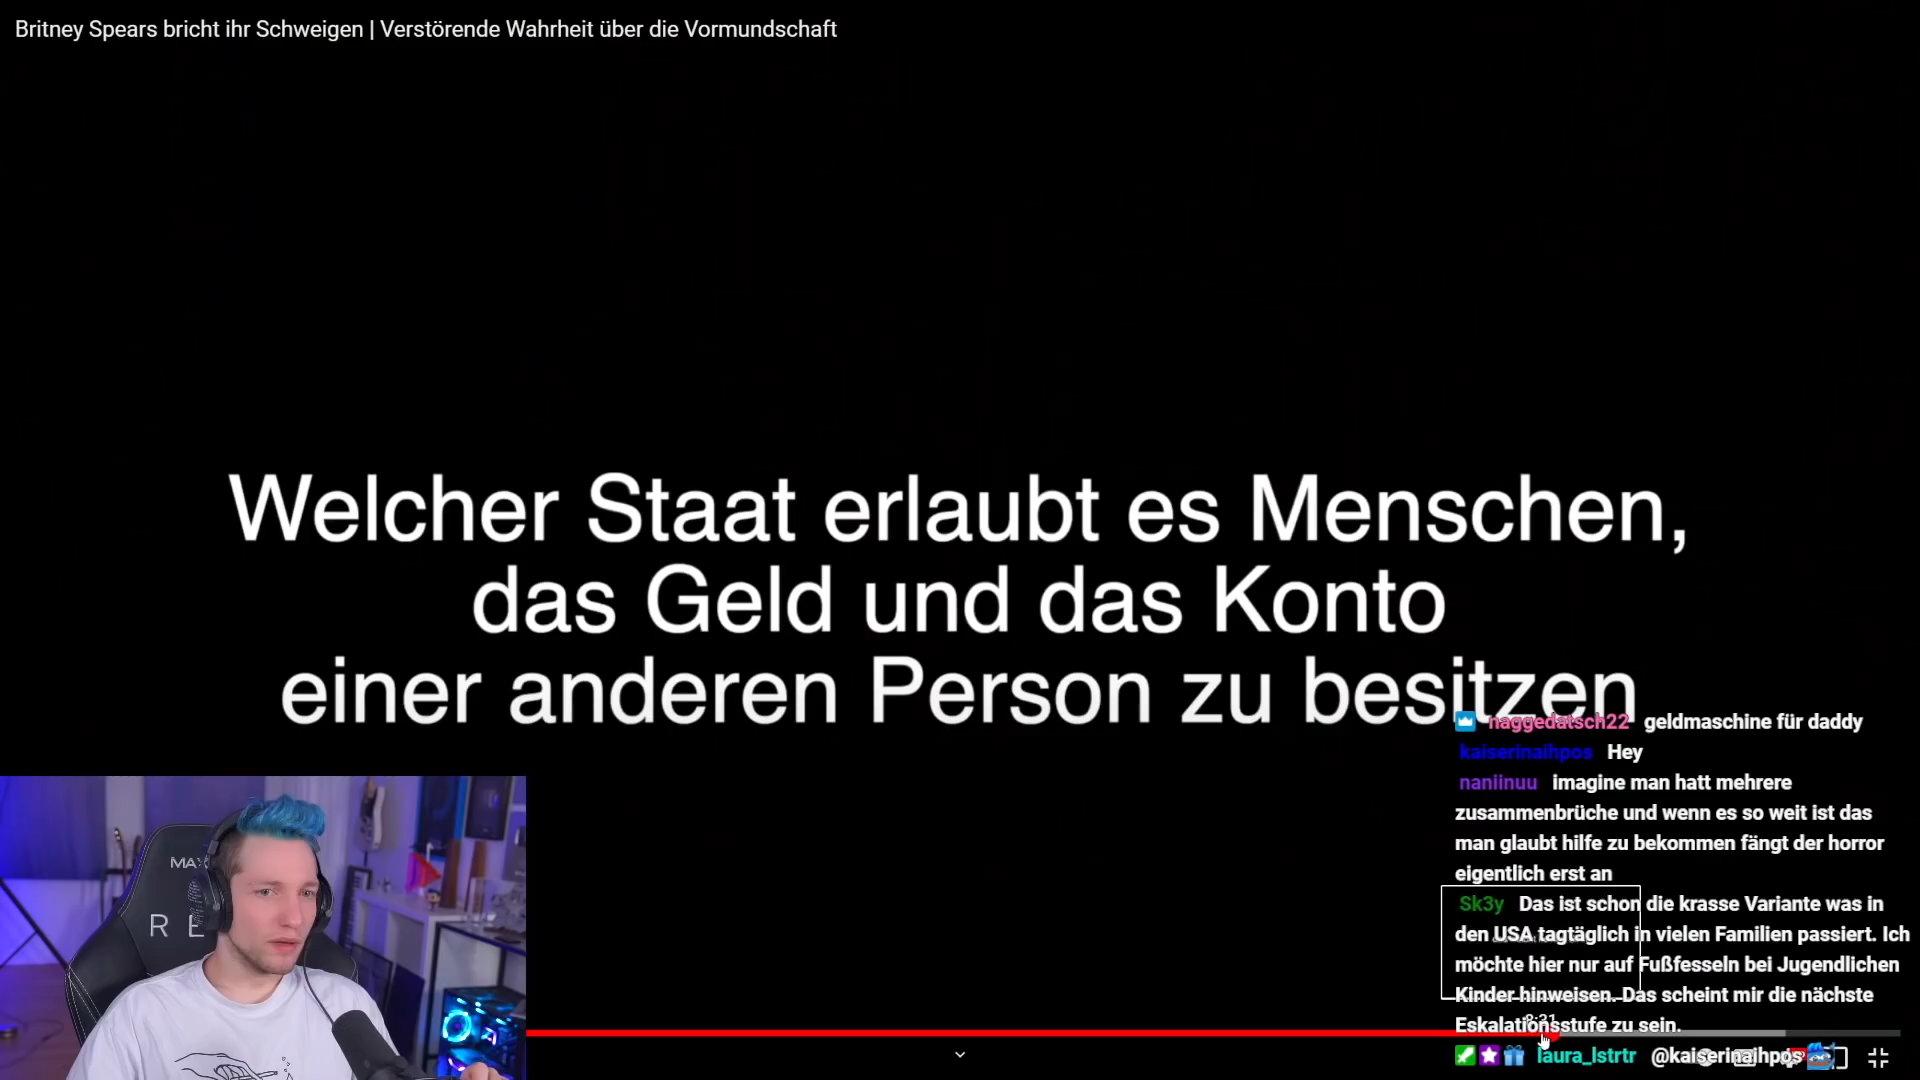 Britney Spears bricht ihr Schweigen | Verstörende Wahrheit über die Vormundschaft
Welcher Staat erlaubt es Menschen,
das Geld und das Konto
einer anderen Person zu besitzen
naggedatsch22 geldmaschine für daddy
kaiserinaihpos Hey
naniinuu imagine man hatt mehrere
zusammenbrüche und wenn es so weit ist das
man glaubt hilfe zu bekommen fängt der horror
eigentlich erst an
Sk3y Das ist schon die krasse Variante was in
den USA tagtäglich in vielen Familien passiert. Ich
möchte hier nur auf Fußfesseln bei Jugendlichen
Kinder hinweisen. Das scheint mir die nächste
Eskalationsstufe zu sein.
8:21
laura_lstrtr @kaiserinaihpos
MAX
R E